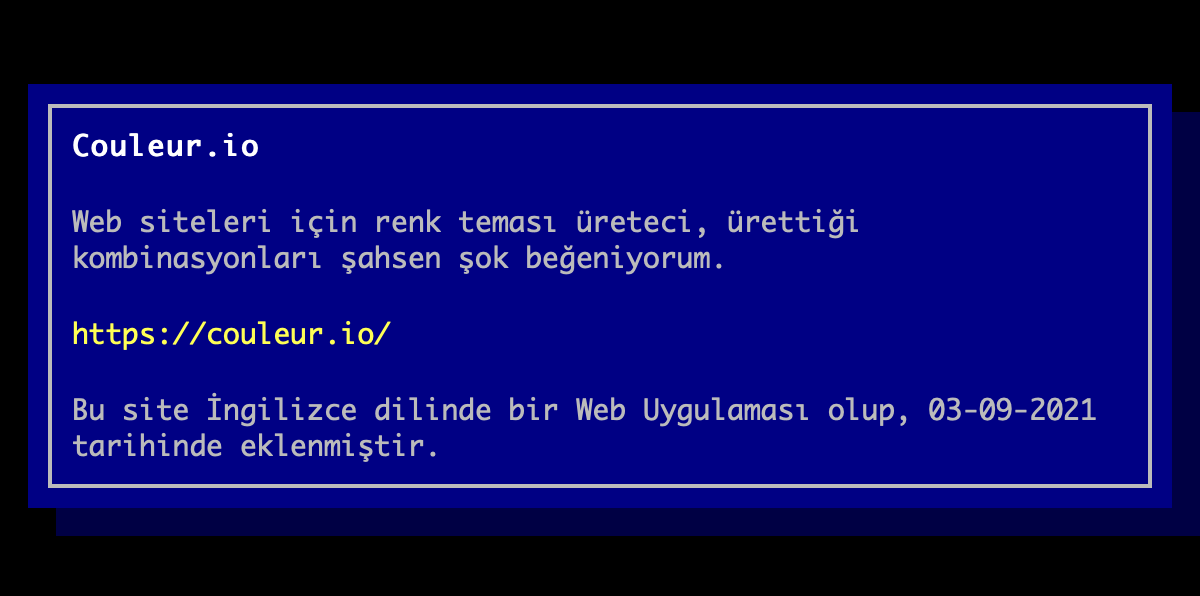 Couleur.io
Web siteleri için renk teması üreteci, ürettiği
kombinasyonları şahsen şok beğeniyorum.
https://couleur.io/
Bu site İngilizce dilinde bir Web Uygulaması olup, 03-09-2021
tarihinde eklenmiştir.